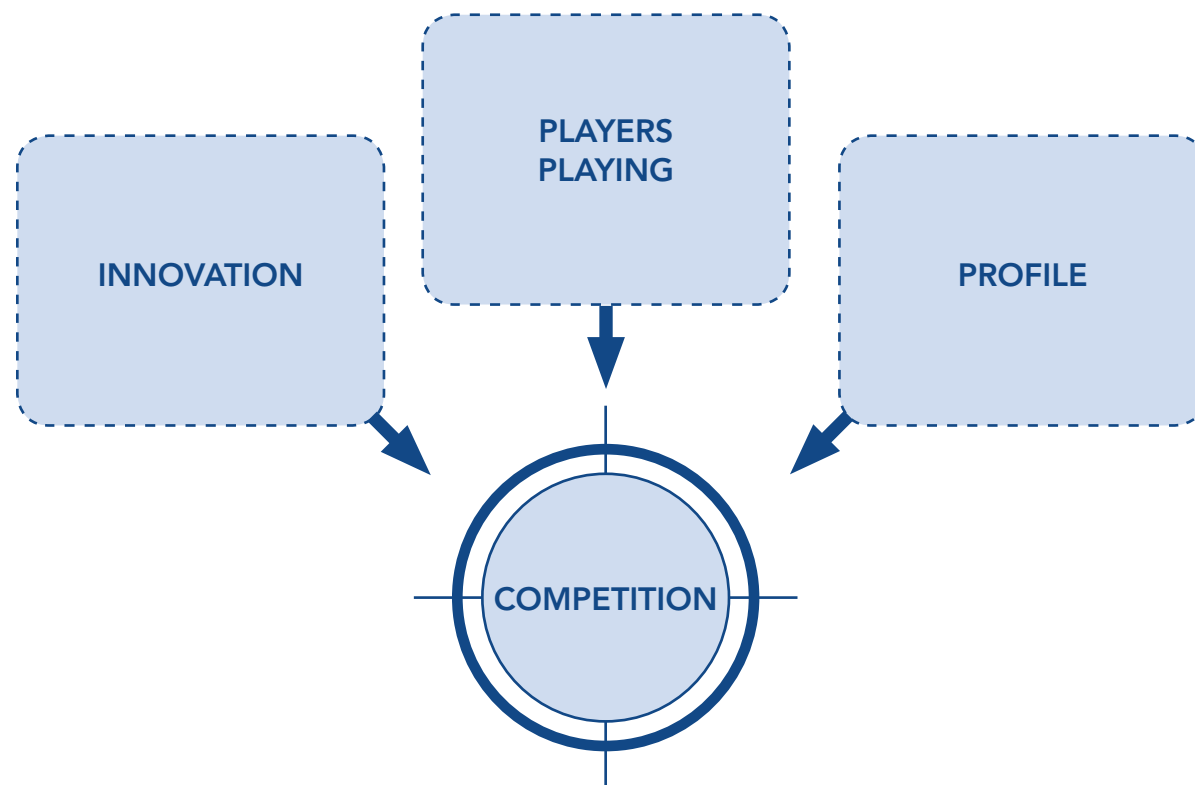 PLAYERS
PLAYING
INNOVATION
PROFILE
COMPETITION